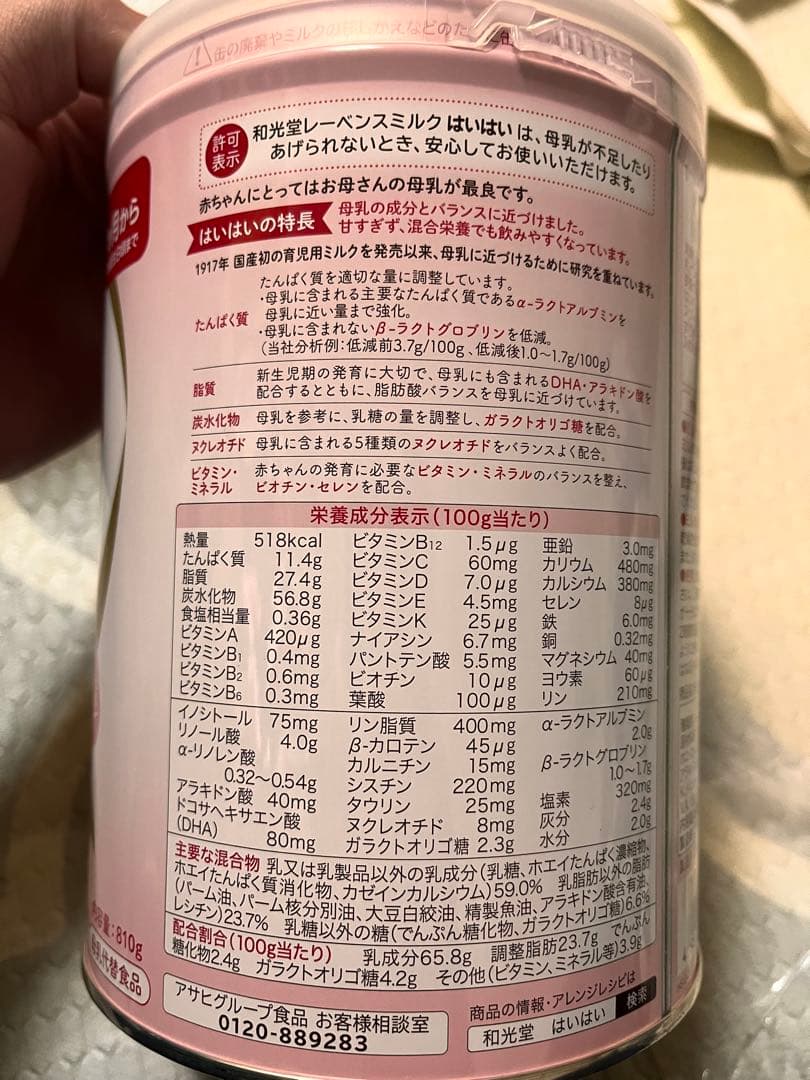 缶の廃棄やミルクの
許可
表示
和光堂レーベンスミルク はいはい は、母乳が不足したり
あげられないとき、安心してお使いいただけます。
赤ちゃんにとってはお母さんの母乳が最良です。
はいはいの特長
母乳の成分とバランスに近づけました。
甘すぎず、混合栄養でも飲みやすくなっています。
1917年 国産初の育児用ミルクを発売以来、母乳に近づけるために研究を重ねています。
たんぱく質
たんぱく質を適切な量に調整しています。
・母乳に含まれる主要なたんぱく質であるα-ラクトアルブミンを
母乳に近い量まで強化。
・母乳に含まれないβ-ラクトグロブリンを低減。
(当社分析例:低減前3.7g/100g、低減後1.0〜1.7g/100g)
脂質
新生児期の発育に大切で、母乳にも含まれるDHA・アラキドン酸を
配合するとともに、脂肪酸バランスを母乳に近づけています。
炭水化物 母乳を参考に、乳糖の量を調整し、ガラクトオリゴ糖を配合。
ヌクレオチド 母乳に含まれる5種類のヌクレオチドをバランスよく配合。
ビタミン・
ミネラル
赤ちゃんの発育に必要なビタミン・ミネラルのバランスを整え、
ビオチン・セレンを配合。
栄養成分表示(100g当たり)
熱量 518kcal
たんぱく質 11.4g
脂質 27.4g
炭水化物 56.8g
食塩相当量 0.36g
ビタミンA 420μg
ビタミンB1 0.4mg
ビタミンB2 0.6mg
ビタミンB6 0.3mg
ビタミンB12 1.5μg
ビタミンC 60mg
ビタミンD 7.0μg
ビタミンE 4.5mg
ビタミンK 25μg
ナイアシン 6.7mg
パントテン酸 5.5mg
ビオチン 10μg
葉酸 100μg
亜鉛 3.0mg
カリウム 480mg
カルシウム 380mg
セレン 8μg
鉄 6.0mg
銅 0.32mg
マグネシウム 40mg
ヨウ素 60μg
リン 210mg
イノシトール 75mg
リノール酸 4.0g
α-リノレン酸
0.32〜0.54g
アラキドン酸 40mg
ドコサヘキサエン酸
(DHA) 80mg
リン脂質 400mg
β-カロテン 45μg
カルニチン 15mg
シスチン 220mg
タウリン 25mg
ヌクレオチド 8mg
ガラクトオリゴ糖 2.3g
α-ラクトアルブミン
2.0g
β-ラクトグロブリン
1.0〜1.7g
塩素 320mg
灰分 2.4g
水分 2.0g
主要な混合物 乳又は乳製品以外の乳成分(乳糖、ホエイたんぱく濃縮物、
ホエイたんぱく質消化物、カゼインカルシウム)59.0% 乳脂肪以外の脂肪
(パーム油、パーム核分別油、大豆白絞油、精製魚油、アラキドン酸含有油、
レシチン)23.7% 乳糖以外の糖(でんぷん糖化物、ガラクトオリゴ糖)6.6%
配合割合(100g当たり) 乳成分65.8g 調整脂肪23.7g でんぷん
糖化物2.4g ガラクトオリゴ糖4.2g その他(ビタミン、ミネラル等)3.9g
アサヒグループ食品 お客様相談室
0120-889283
商品の情報・アレンジレシピは
和光堂 はいはい 検索
から
まで
容量:810g
乳代替食品